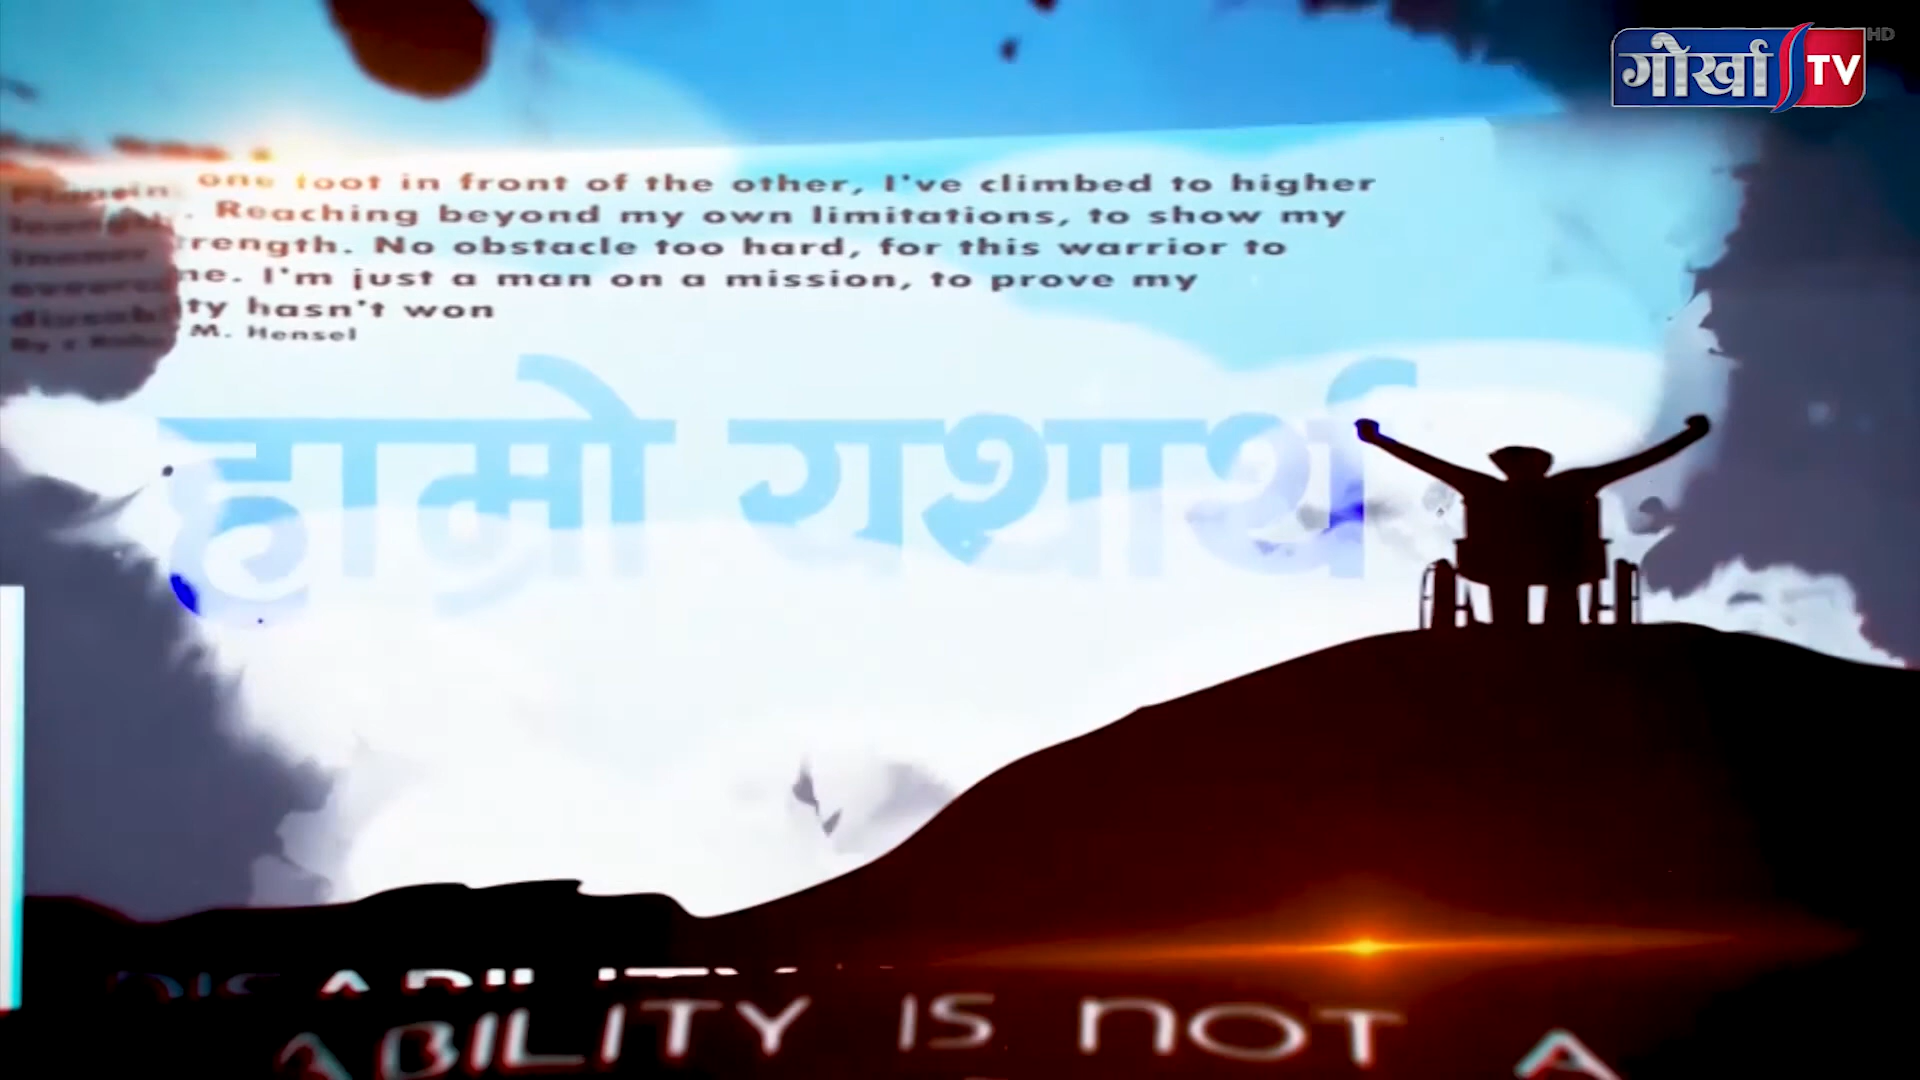 गोर्खा TV HD
one foot in front of the other, I've climbed to higher
Reaching beyond my own limitations, to show my
rength. No obstacle too hard, for this warrior to
me. I'm just a man on a mission, to prove my
ty hasn't won
M. Hensel
हाम्रो यथार्थ
ABILITY IS NOT A